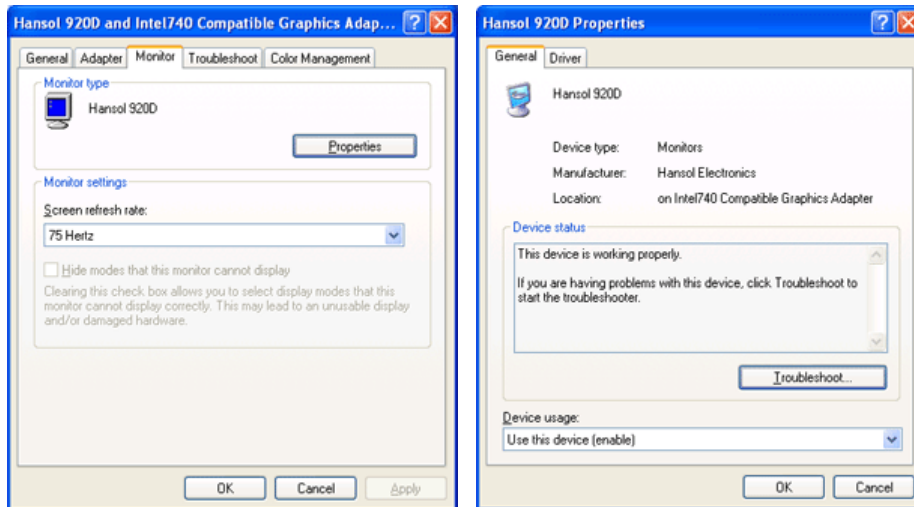 Hansol 920D and Intel740 Compatible Graphics Adap...
General Adapter Monitor Troubleshoot Color Management
Monitor type
Hansol 920D
Properties
Monitor settings
Screen refresh rate:
75 Hertz
Hide modes that this monitor cannot display
Clearing this check box allows you to select display modes that this
monitor cannot display correctly. This may lead to an unusable display
and/or damaged hardware.
OK Cancel Apply
Hansol 920D Properties
General Driver
Hansol 920D
Device type: Monitors
Manufacturer: Hansol Electronics
Location: on Intel740 Compatible Graphics Adapter
Device status
This device is working properly.
If you are having problems with this device, click Troubleshoot to
start the troubleshooter.
Troubleshoot...
Device usage:
Use this device (enable)
OK Cancel